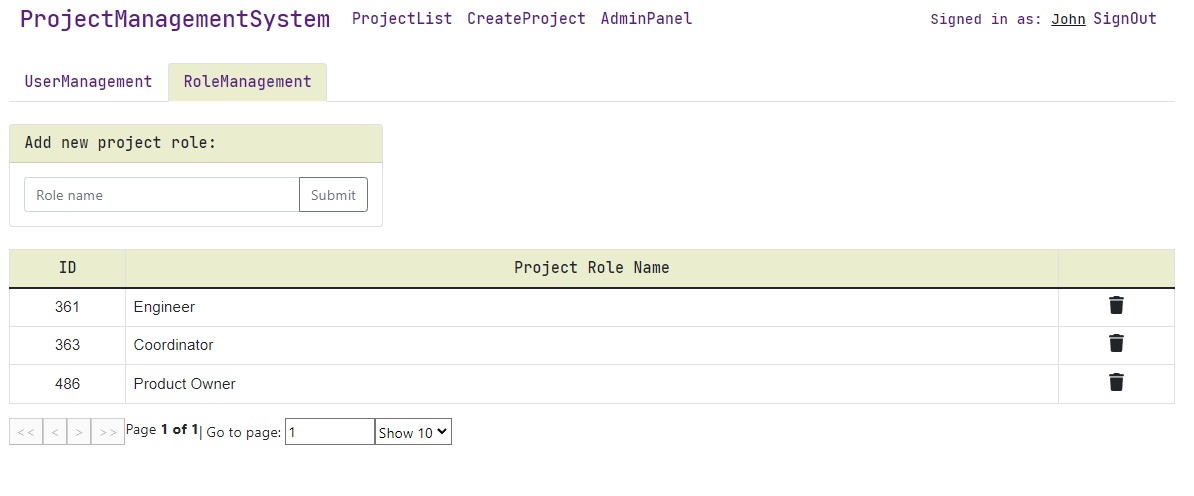 ProjectManagementSystem ProjectList CreateProject AdminPanel Signed in as: John SignOut
UserManagement RoleManagement
Add new project role:
Role name Submit
ID Project Role Name
361 Engineer
363 Coordinator
486 Product Owner
<< < > >> Page 1 of 1 | Go to page: 1 Show 10